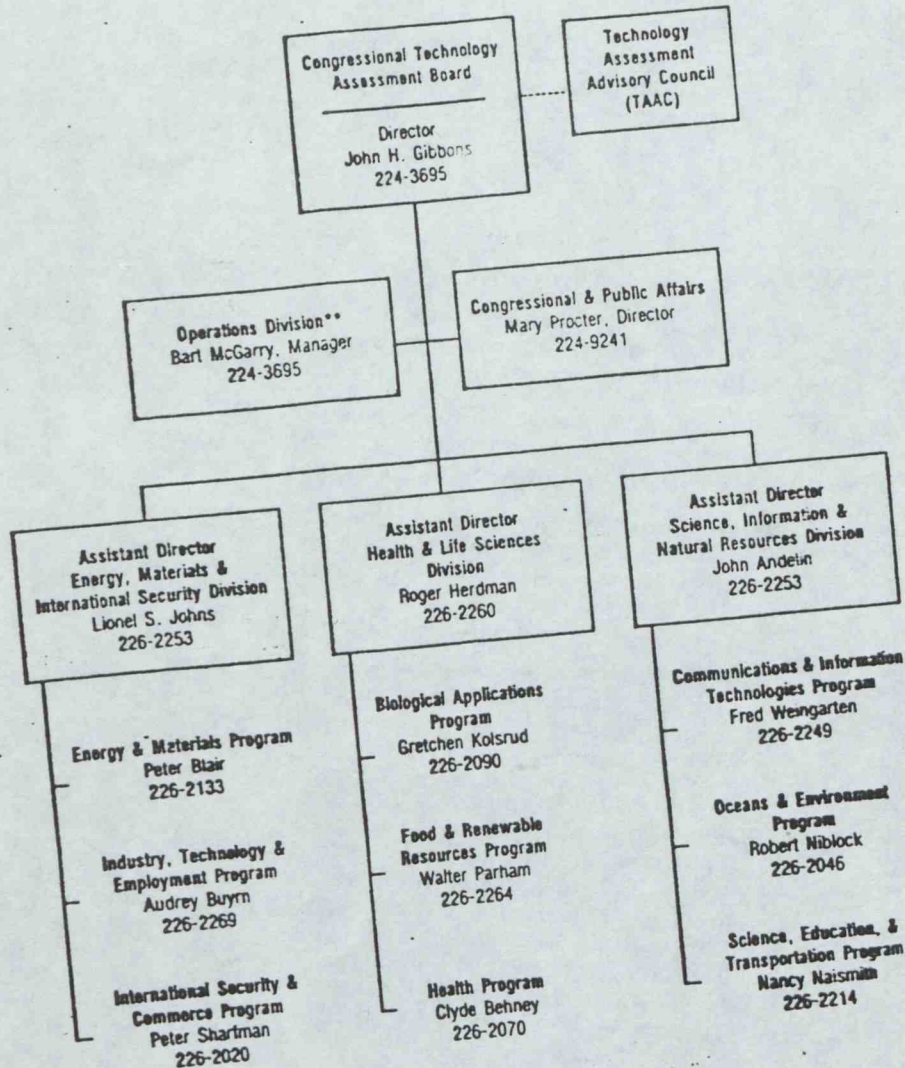 Congressional Technology
Assessment Board
Director
John H. Gibbons
224-3695
Technology
Assessment
Advisory Council
(TAAC)
Operations Division**
Bart McGarry, Manager
224-3695
Congressional & Public Affairs
Mary Procter, Director
224-9241
Assistant Director
Energy, Materials &
International Security Division
Lionel S. Johns
226-2253
Energy & Materials Program
Peter Blair
226-2133
Industry, Technology &
Employment Program
Audrey Buyrn
226-2269
International Security &
Commerce Program
Peter Sharfman
226-2020
Assistant Director
Health & Life Sciences
Division
Roger Herdman
226-2260
Biological Applications
Program
Gretchen Kolsrud
226-2090
Food & Renewable
Resources Program
Walter Parham
226-2264
Health Program
Clyde Behney
226-2070
Assistant Director
Science, Information &
Natural Resources Division
John Andelin
226-2253
Communications & Information
Technologies Program
Fred Weingarten
226-2249
Oceans & Environment
Program
Robert Niblock
226-2046
Science, Education, &
Transportation Program
Nancy Naismith
226-2214